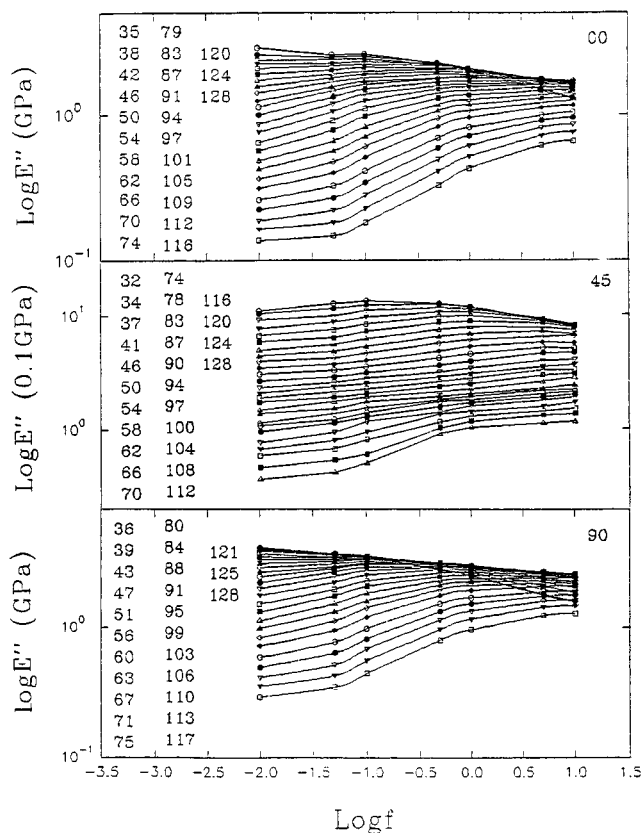 35 79
38 83 120
42 87 124
46 91 128
50 94
54 97
58 101
62 105
66 109
70 112
74 116
00
10⁰
10⁻¹
LogE'' (GPa)
32 74
34 78 116
37 83 120
41 87 124
46 90 128
50 94
54 97
58 100
62 104
66 108
70 112
45
10¹
10⁰
LogE'' (0.1GPa)
36 80
39 84 121
43 88 125
47 91 128
51 95
56 99
60 103
63 106
67 110
71 113
75 117
90
10⁰
10⁻¹
logE'' (GPa)
-3.5 -3.0 -2.5 -2.0 -1.5 -1.0 -0.5 0.0 0.5 1.0 1.5
Logf